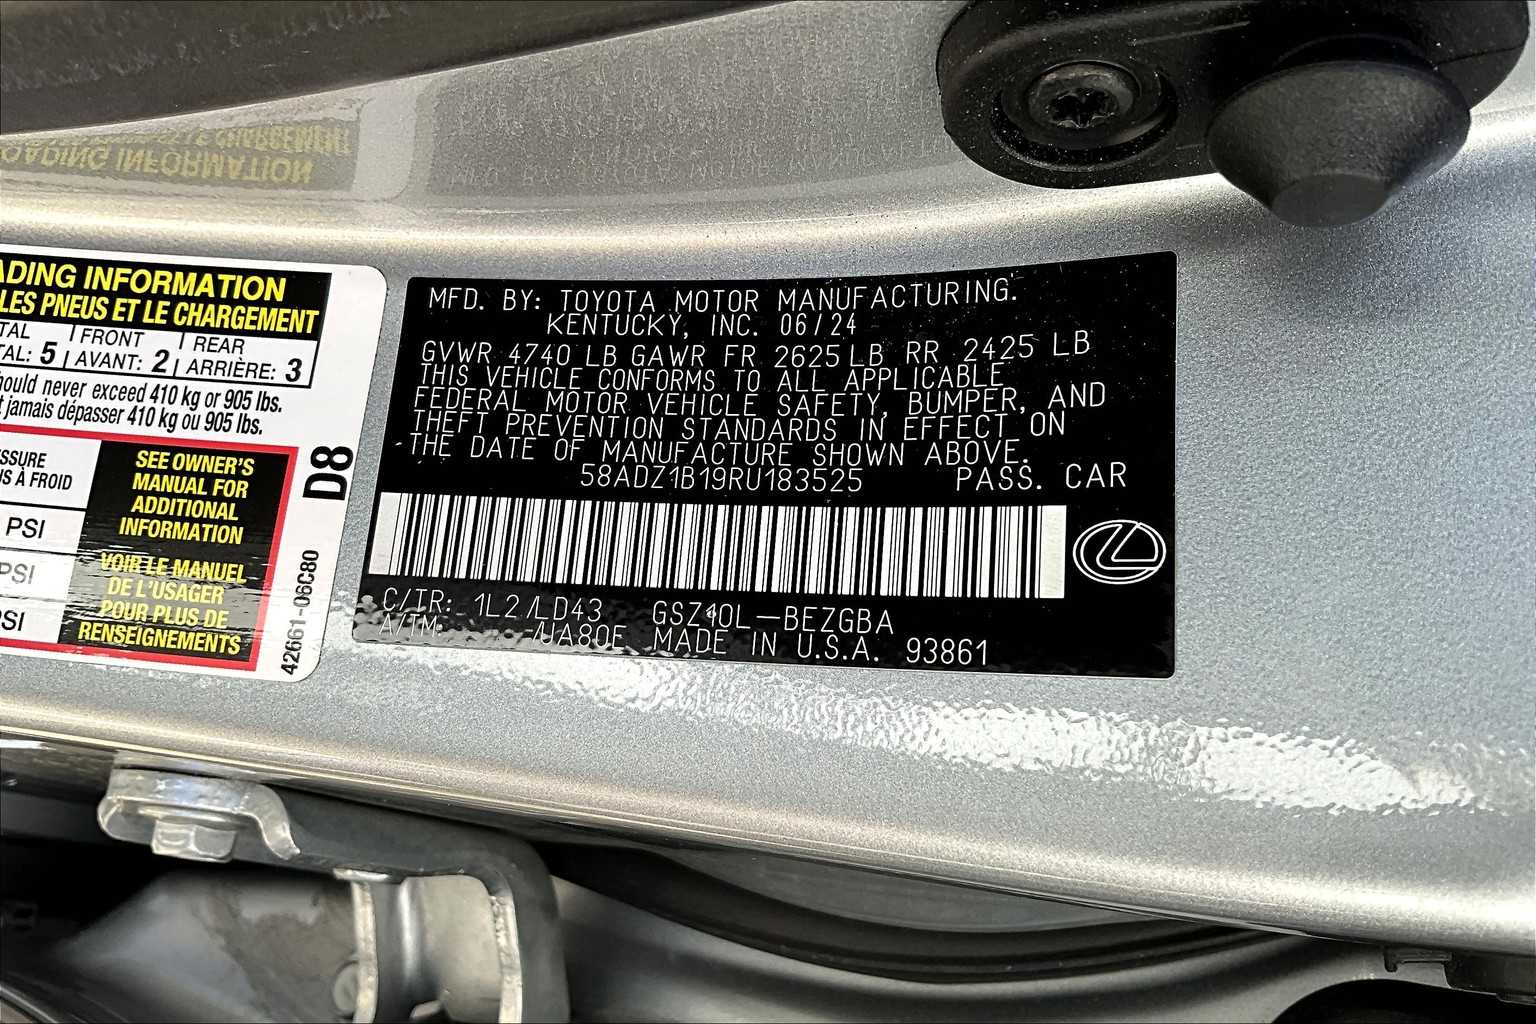 ADING INFORMATION
LES PNEUS ET LE CHARGEMENT
TAL FRONT REAR
TAL: 5 AVANT: 2 ARRIÈRE: 3
ould never exceed 410 kg or 905 lbs.
t jamais dépasser 410 kg ou 905 lbs.
SSURE
S À FROID
PSI
PSI
PSI
SEE OWNER'S
MANUAL FOR
ADDITIONAL
INFORMATION
VOIR LE MANUEL
DE L'USAGER
POUR PLUS DE
RENSEIGNEMENTS
D8
42661-06C80
MFD. BY: TOYOTA MOTOR MANUFACTURING.
KENTUCKY, INC. 06/24
GVWR 4740 LB GAWR FR 2625 LB RR 2425 LB
THIS VEHICLE CONFORMS TO ALL APPLICABLE
FEDERAL MOTOR VEHICLE SAFETY, BUMPER, AND
THEFT PREVENTION STANDARDS IN EFFECT ON
THE DATE OF MANUFACTURE SHOWN ABOVE.
58ADZ1B19RU183525 PASS. CAR
C/TR: 1L2/LD43 GSZ10L-BEZGBA
A/TM: /UA80E MADE IN U.S.A. 93861